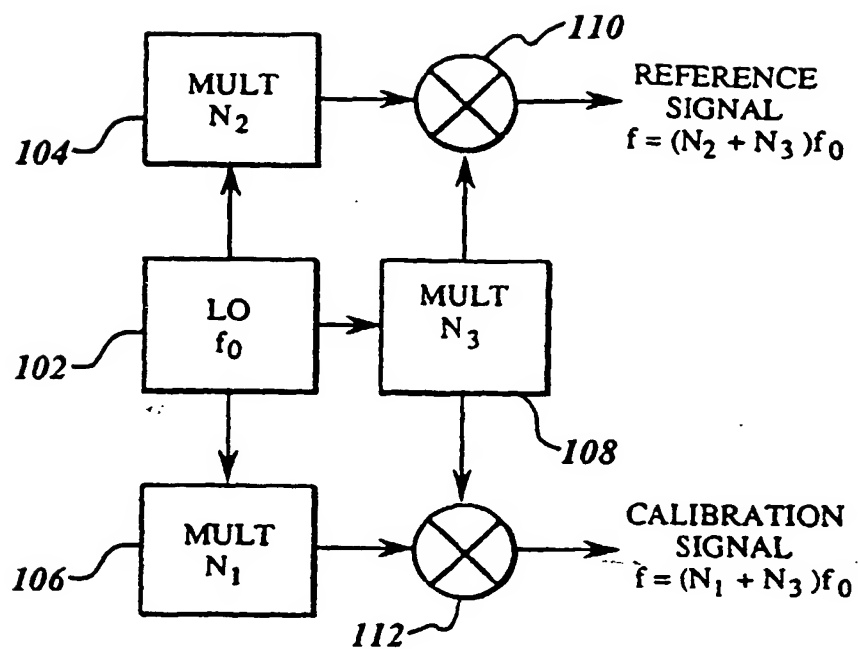 110
MULT
N2
104
REFERENCE
SIGNAL
f = (N2 + N3)f0
LO
f0
102
MULT
N3
108
MULT
N1
106
112
CALIBRATION
SIGNAL
f = (N1 + N3)f0